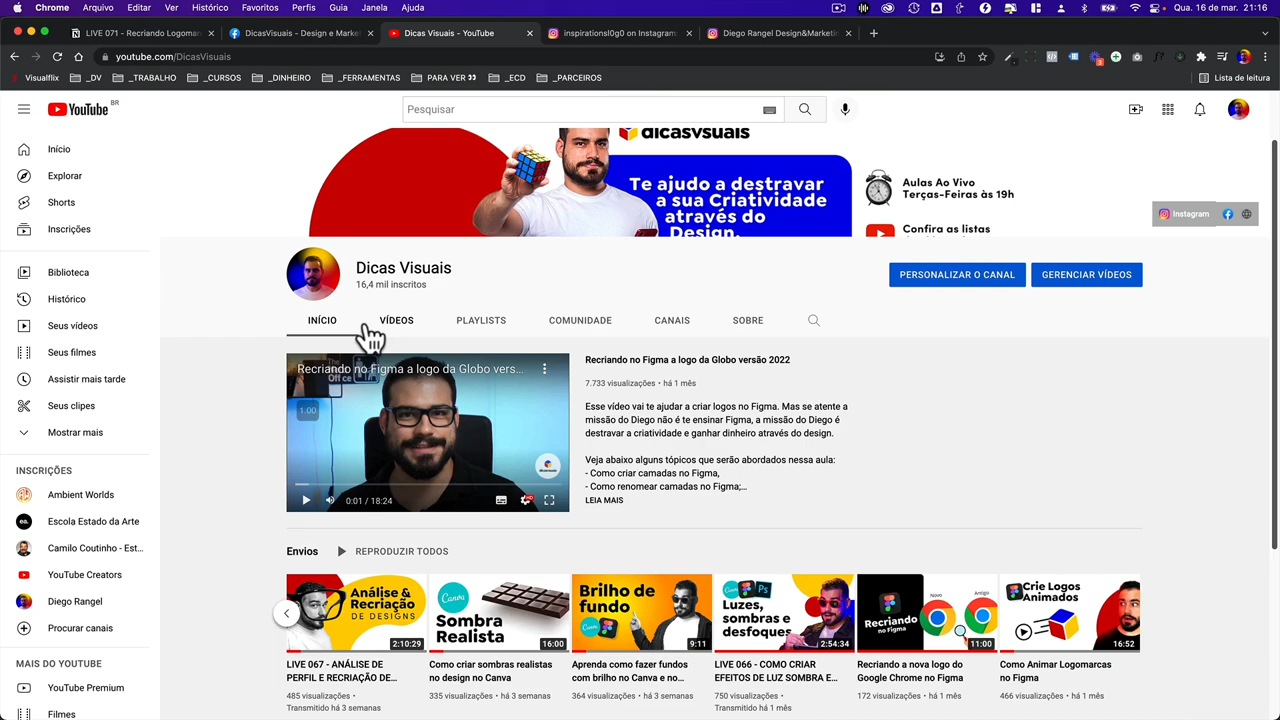 Chrome Arquivo Editar Ver Histórico Favoritos Perfis Guia Janela Ajuda Qua. 16 de mar. 21:16
LIVE 071 - Recriando Logoman DicasVisuais - Design e Market Dicas Visuais - YouTube inspirationsl0g0 on Instagram: Diego Rangel Design&Marketin
youtube.com/DicasVisuais
Visualflix _DV _TRABALHO _CURSOS _DINHEIRO _FERRAMENTAS PARA VER _ECD _PARCEIROS Lista de leitura
YouTube BR
Pesquisar
dicasvsuais
Te ajudo a destravar
a sua Criatividade
através do
Design.
Aulas Ao Vivo
Terças-Feiras às 19h
Confira as listas
Instagram
Início
Explorar
Shorts
Inscrições
Biblioteca
Histórico
Seus vídeos
Seus filmes
Assistir mais tarde
Seus clipes
Mostrar mais
INSCRIÇÕES
Ambient Worlds
Escola Estado da Arte
Camilo Coutinho - Est...
YouTube Creators
Diego Rangel
Procurar canais
MAIS DO YOUTUBE
YouTube Premium
Filmes
Dicas Visuais
16,4 mil inscritos
PERSONALIZAR O CANAL GERENCIAR VÍDEOS
INÍCIO VÍDEOS PLAYLISTS COMUNIDADE CANAIS SOBRE
Recriando no Figma a logo da Globo vers...
The
Office
1.00
dicasvsuais
0:01 / 18:24
HD
Recriando no Figma a logo da Globo versão 2022
7.733 visualizações • há 1 mês
Esse vídeo vai te ajudar a criar logos no Figma. Mas se atente a
missão do Diego não é te ensinar Figma, a missão do Diego é
destravar a criatividade e ganhar dinheiro através do design.
Veja abaixo alguns tópicos que serão abordados nessa aula:
- Como criar camadas no Figma,
- Como renomear camadas no Figma;...
LEIA MAIS
Envios REPRODUZIR TODOS
Análise &
Recriação
DE DESIGNS
2:10:29
LIVE 067 - ANÁLISE DE
PERFIL E RECRIAÇÃO DE...
485 visualizações •
Transmitido há 3 semanas
Canva
Sombra
Realista
16:00
Como criar sombras realistas
no design no Canva
335 visualizações • há 3 semanas
Brilho de
fundo
Canva
9:11
Aprenda como fazer fundos
com brilho no Canva e no...
364 visualizações • há 3 semanas
Canva Ps
Luzes,
sombras e
desfoques
2:54:34
LIVE 066 - COMO CRIAR
EFEITOS DE LUZ SOMBRA E...
750 visualizações •
Transmitido há 1 mês
Novo
Antigo
Recriando
no Figma
11:00
Recriando a nova logo do
Google Chrome no Figma
172 visualizações • há 1 mês
Crie Logos
Animados
16:52
Como Animar Logomarcas
no Figma
466 visualizações • há 1 mês